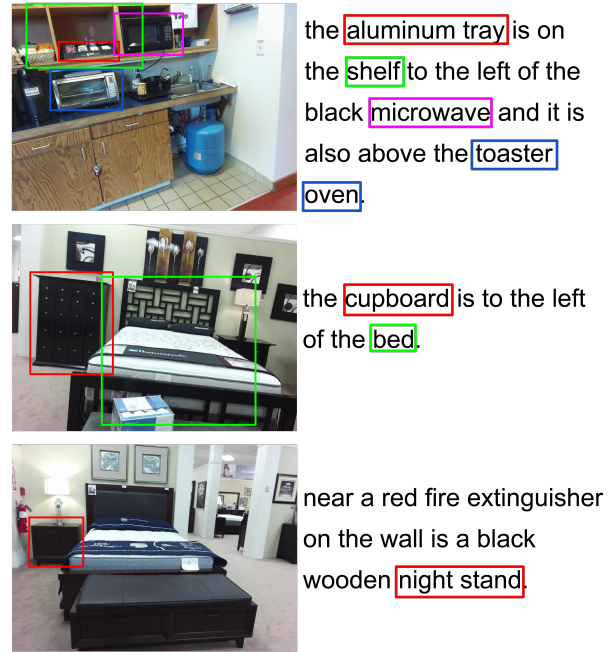 the aluminum tray is on
the shelf to the left of the
black microwave and it is
also above the toaster
oven.
the cupboard is to the left
of the bed.
near a red fire extinguisher
on the wall is a black
wooden night stand.